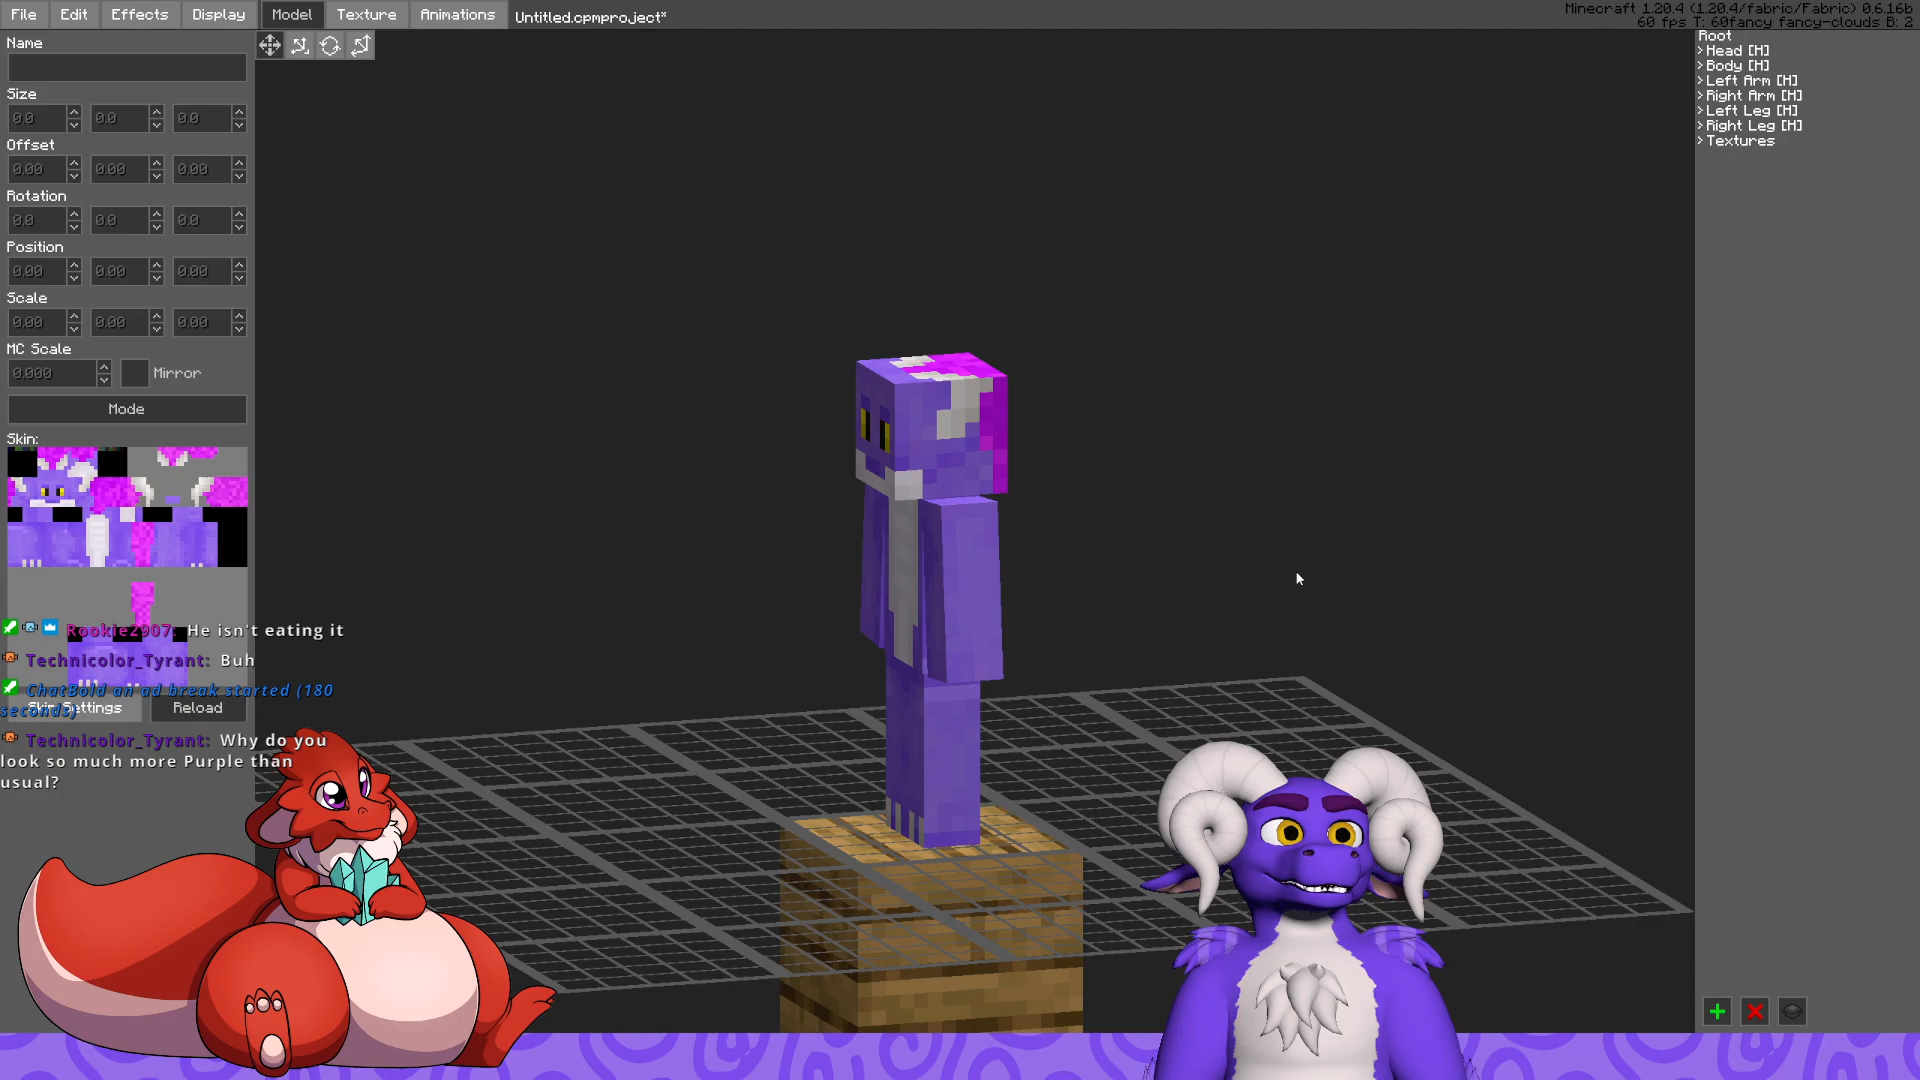 File Edit Effects Display Model Texture Animations Untitled.cpmproject*
Minecraft 1.20.4 (1.20.4/fabric/Fabric) 0.6.16b
60 fps T: 60fancy fancy-clouds B: 2
Name
Size
0.0 0.0 0.0
Offset
0.00 0.00 0.00
Rotation
0.0 0.0 0.0
Position
0.00 0.00 0.00
Scale
0.00 0.00 0.00
MC Scale
0.000 Mirror
Mode
Skin:
Rookie2907: He isn't eating it
Technicolor_Tyrant: Buh
ChatBold an ad break started (180
seconds)
Skin Settings Reload
Technicolor_Tyrant: Why do you
look so much more Purple than
usual?
Root
>Head [H]
>Body [H]
>Left Arm [H]
>Right Arm [H]
>Left Leg [H]
>Right Leg [H]
>Textures